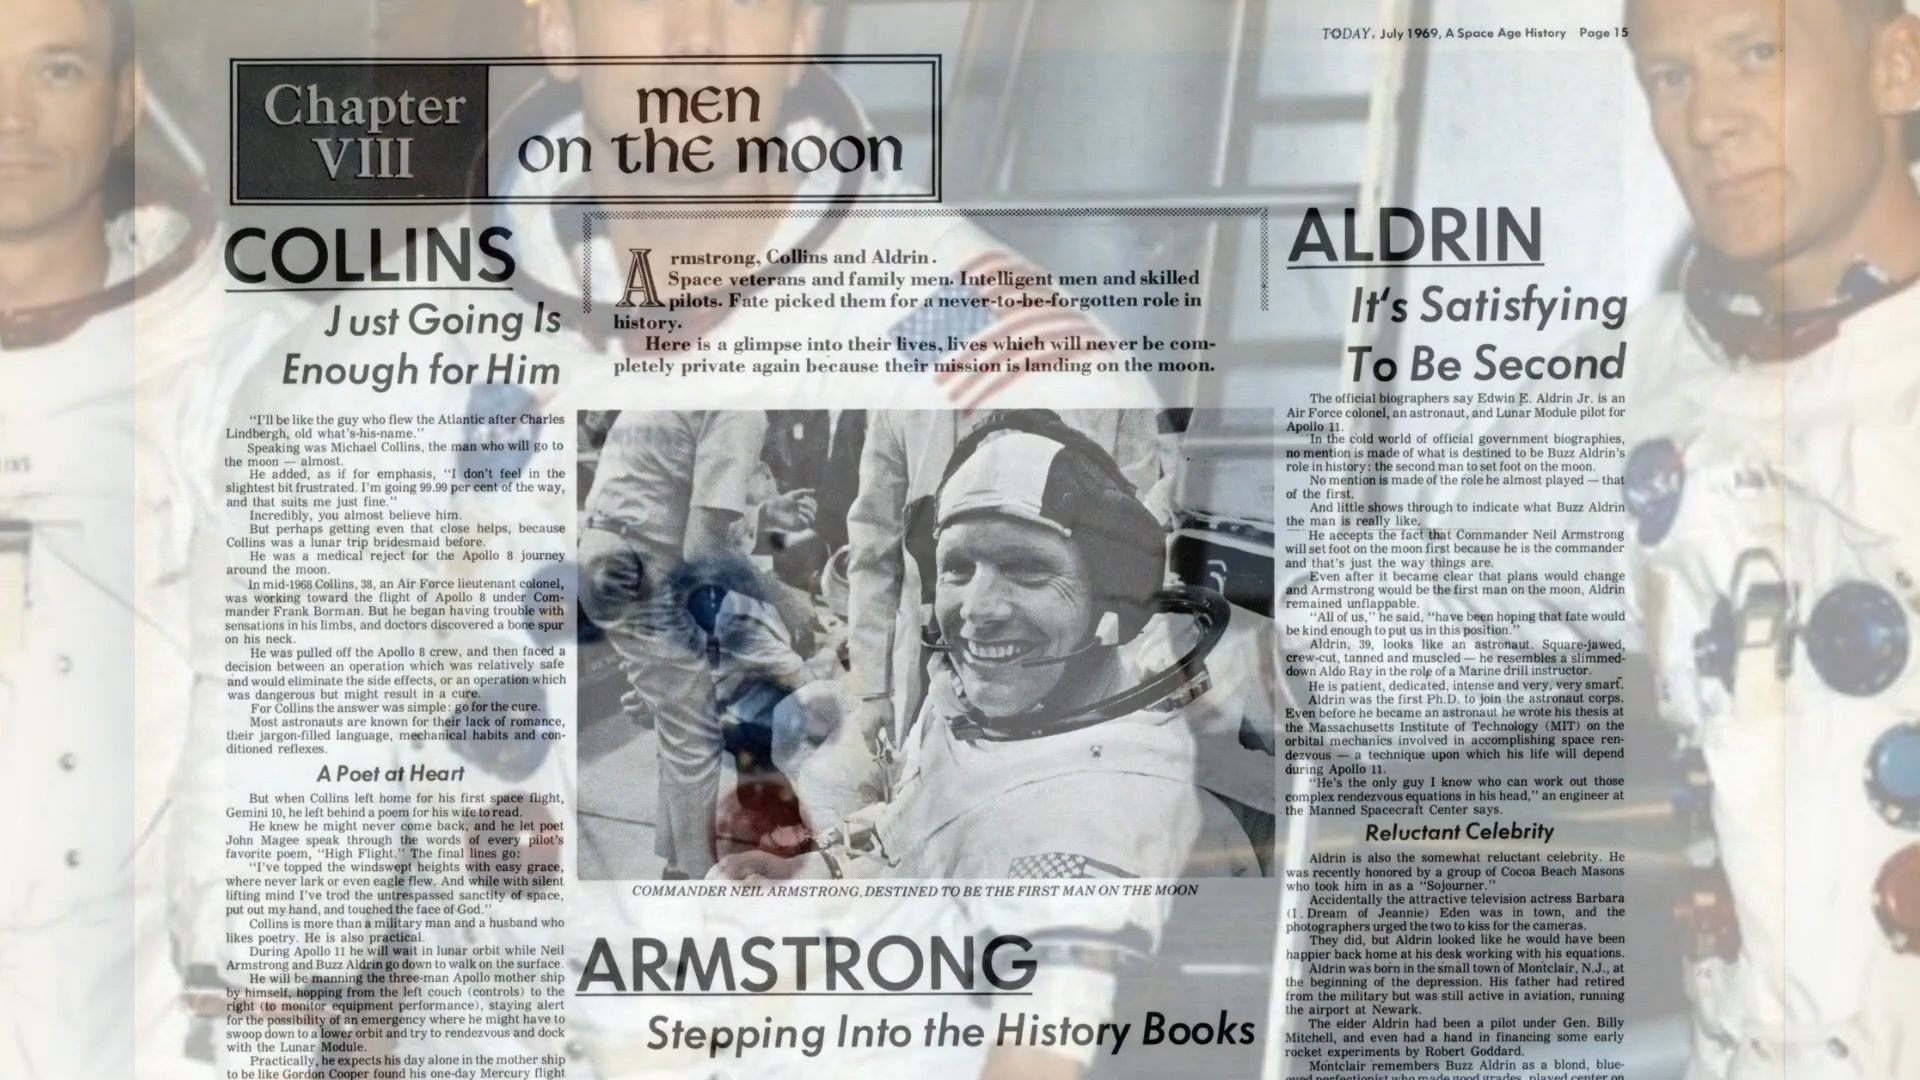 TODAY, July 1969, A Space Age History Page 15
Chapter
VIII
men
on the moon
COLLINS
Just Going Is
Enough for Him
"I'll be like the guy who flew the Atlantic after Charles
Lindbergh, old what's-his-name."
Speaking was Michael Collins, the man who will go to
the moon — almost.
He added, as if for emphasis, "I don't feel in the
slightest bit frustrated. I'm going 99.99 per cent of the way,
and that suits me just fine."
Incredibly, you almost believe him.
But perhaps getting even that close helps, because
Collins was a lunar trip bridesmaid before.
He was a medical reject for the Apollo 8 journey
around the moon.
In mid-1968 Collins, 38, an Air Force lieutenant colonel,
was working toward the flight of Apollo 8 under Com-
mander Frank Borman. But he began having trouble with
sensations in his limbs, and doctors discovered a bone spur
on his neck.
He was pulled off the Apollo 8 crew, and then faced a
decision between an operation which was relatively safe
and would eliminate the side effects, or an operation which
was dangerous but might result in a cure.
For Collins the answer was simple: go for the cure.
Most astronauts are known for their lack of romance,
their jargon-filled language, mechanical habits and con-
ditioned reflexes.
A Poet at Heart
But when Collins left home for his first space flight,
Gemini 10, he left behind a poem for his wife to read.
He knew he might never come back, and he let poet
John Magee speak through the words of every pilot's
favorite poem, "High Flight." The final lines go:
"I've topped the windswept heights with easy grace,
where never lark or even eagle flew. And while with silent
lifting mind I've trod the untrespassed sanctity of space,
put out my hand, and touched the face of God."
Collins is more than a military man and a husband who
likes poetry. He is also practical.
During Apollo 11 he will wait in lunar orbit while Neil
Armstrong and Buzz Aldrin go down to walk on the surface.
He will be manning the three-man Apollo mother ship
by himself, hopping from the left couch (controls) to the
right (to monitor equipment performance), staying alert
for the possibility of an emergency where he might have to
swoop down to a lower orbit and try to rendezvous and dock
with the Lunar Module.
Practically, he expects his day alone in the mother ship
to be like Gordon Cooper found his one-day Mercury flight
Armstrong, Collins and Aldrin.
Space veterans and family men. Intelligent men and skilled
pilots. Fate picked them for a never-to-be-forgotten role in
history.
Here is a glimpse into their lives, lives which will never be com-
pletely private again because their mission is landing on the moon.
COMMANDER NEIL ARMSTRONG, DESTINED TO BE THE FIRST MAN ON THE MOON
ARMSTRONG
Stepping Into the History Books
ALDRIN
It's Satisfying
To Be Second
The official biographers say Edwin E. Aldrin Jr. is an
Air Force colonel, an astronaut, and Lunar Module pilot for
Apollo 11.
In the cold world of official government biographies,
no mention is made of what is destined to be Buzz Aldrin's
role in history: the second man to set foot on the moon.
No mention is made of the role he almost played — that
of the first.
And little shows through to indicate what Buzz Aldrin
the man is really like.
He accepts the fact that Commander Neil Armstrong
will set foot on the moon first because he is the commander
and that's just the way things are.
Even after it became clear that plans would change
and Armstrong would be the first man on the moon, Aldrin
remained unflappable.
"All of us," he said, "have been hoping that fate would
be kind enough to put us in this position."
Aldrin, 39, looks like an astronaut. Square-jawed,
crew-cut, tanned and muscled — he resembles a slimmed-
down Aldo Ray in the role of a Marine drill instructor.
He is patient, dedicated, intense and very, very smart.
Aldrin was the first Ph.D. to join the astronaut corps.
Even before he became an astronaut he wrote his thesis at
the Massachusetts Institute of Technology (MIT) on the
orbital mechanics involved in accomplishing space ren-
dezvous — a technique upon which his life will depend
during Apollo 11.
"He's the only guy I know who can work out those
complex rendezvous equations in his head," an engineer at
the Manned Spacecraft Center says.
Reluctant Celebrity
Aldrin is also the somewhat reluctant celebrity. He
was recently honored by a group of Cocoa Beach Masons
who took him in as a "Sojourner."
Accidentally the attractive television actress Barbara
(I Dream of Jeannie) Eden was in town, and the
photographers urged the two to kiss for the cameras.
They did, but Aldrin looked like he would have been
happier back home at his desk working with his equations.
Aldrin was born in the small town of Montclair, N.J., at
the beginning of the depression. His father had retired
from the military but was still active in aviation, running
the airport at Newark.
The elder Aldrin had been a pilot under Gen. Billy
Mitchell, and even had a hand in financing some early
rocket experiments by Robert Goddard.
Montclair remembers Buzz Aldrin as a blond, blue-